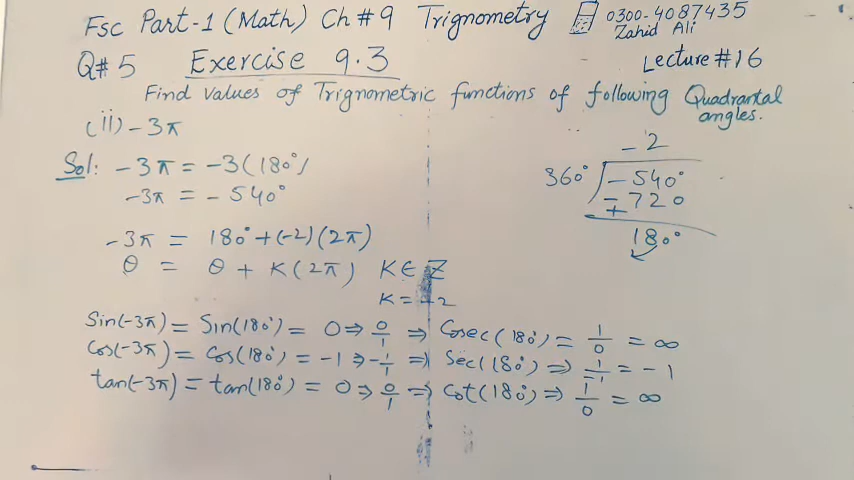 Fsc Part-1 (Math) Ch # 9 Trignometry 0300-4087435
Zahid Ali
Q# 5 Exercise 9.3 Lecture #16
Find values of Trignometric functions of following Quadrantal
angles.
(ii) -3π
Sol: -3π = -3(180°)
-3π = -540°
-3π = 180° + (-2)(2π)
θ = θ + K(2π) K ∈ Z
K = -2
-2
360° -540°
720
180°
Sin(-3π) = Sin(180°) = 0 ⇒ 0/1 ⇒ Cosec(180°) = 1/0 = ∞
Cos(-3π) = Cos(180°) = -1 ⇒ -1/1 ⇒ Sec(180°) ⇒ 1/-1 = -1
tan(-3π) = tan(180°) = 0 ⇒ 0/1 ⇒ Cot(180°) ⇒ 1/0 = ∞